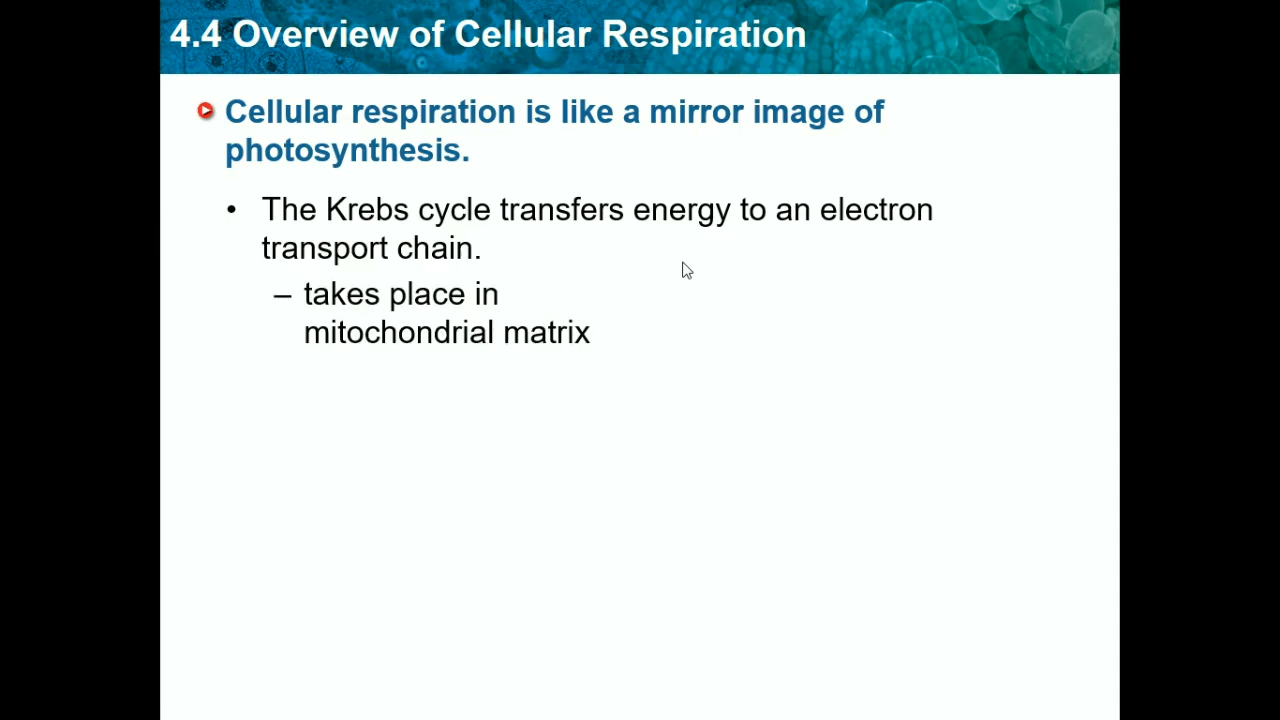 4.4 Overview of Cellular Respiration
Cellular respiration is like a mirror image of
photosynthesis.
• The Krebs cycle transfers energy to an electron
transport chain.
– takes place in
mitochondrial matrix